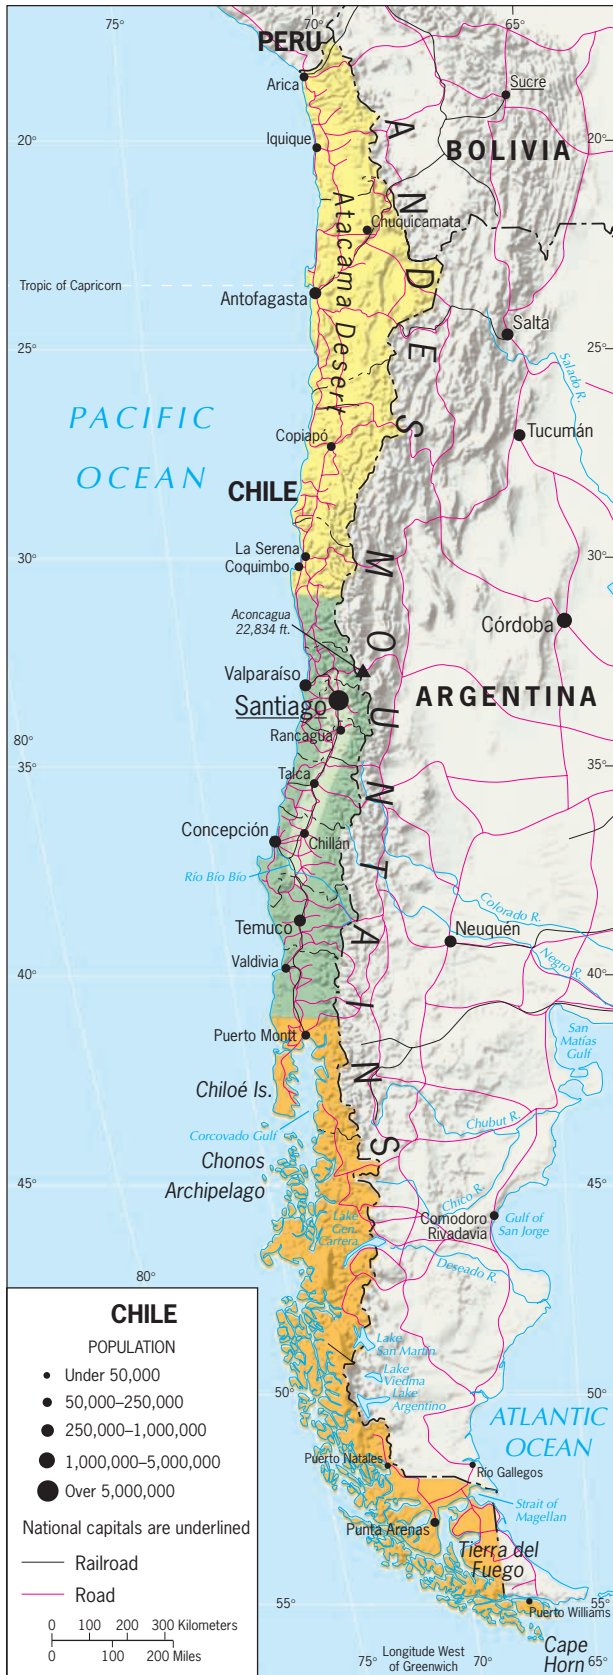 75°
70°
65°
PERU
Arica
Sucre
20°
Iquique
BOLIVIA
20°
Chuquicamata
Atacama Desert
ANDES MOUNTAINS
Tropic of Capricorn
Antofagasta
Salta
25°
25°
Salado R.
PACIFIC
OCEAN
Copiapó
Tucumán
CHILE
La Serena
Coquimbo
30°
30°
Aconcagua
22,834 ft.
Córdoba
Valparaíso
Santiago
ARGENTINA
Rancagua
80°
35°
Talca
35°
Concepción
Chillán
Río Bío Bío
Colorado R.
Temuco
Neuquén
Negro R.
Valdivia
40°
40°
Puerto Montt
San
Matías
Gulf
Chiloé Is.
Chubut R.
Corcovado Gulf
Chonos
Archipelago
45°
45°
Chico R.
Comodoro
Rivadavia
Gulf of
San Jorge
Lake
Gen.
Carrera
Deseado R.
80°
CHILE
POPULATION
Under 50,000
50,000–250,000
250,000–1,000,000
1,000,000–5,000,000
Over 5,000,000
National capitals are underlined
Railroad
Road
0 100 200 300 Kilometers
0 100 200 Miles
Lake
San Martín
Lake
Viedma
Lake
Argentino
50°
50°
ATLANTIC
OCEAN
Puerto Natales
Río Gallegos
Strait of
Magellan
Punta Arenas
Tierra del
Fuego
55°
55°
Puerto Williams
Cape
Horn
75°
Longitude West
of Greenwich
70°
65°